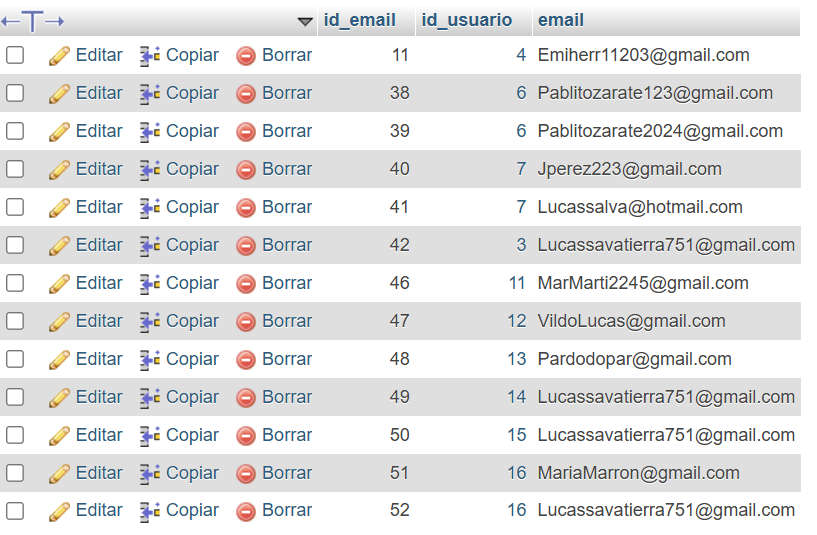 id_email id_usuario email
Editar Copiar Borrar 11 4 Emiherr11203@gmail.com
Editar Copiar Borrar 38 6 Pablitozarate123@gmail.com
Editar Copiar Borrar 39 6 Pablitozarate2024@gmail.com
Editar Copiar Borrar 40 7 Jperez223@gmail.com
Editar Copiar Borrar 41 7 Lucassalva@hotmail.com
Editar Copiar Borrar 42 3 Lucassavatierra751@gmail.com
Editar Copiar Borrar 46 11 MarMarti2245@gmail.com
Editar Copiar Borrar 47 12 VildoLucas@gmail.com
Editar Copiar Borrar 48 13 Pardodopar@gmail.com
Editar Copiar Borrar 49 14 Lucassavatierra751@gmail.com
Editar Copiar Borrar 50 15 Lucassavatierra751@gmail.com
Editar Copiar Borrar 51 16 MariaMarron@gmail.com
Editar Copiar Borrar 52 16 Lucassavatierra751@gmail.com